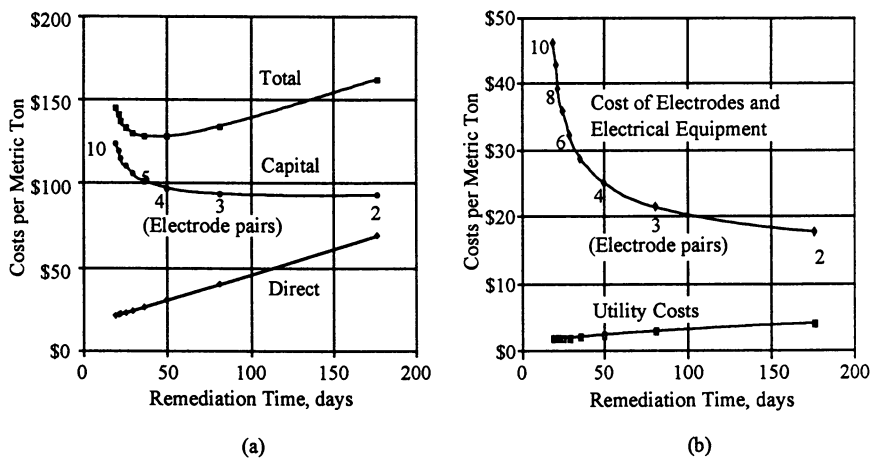 $200
$150
$100
$50
$0
Costs per Metric Ton
Total
Capital
Direct
10
5
4
3
2
(Electrode pairs)
0
50
100
150
200
Remediation Time, days
(a)
$50
$40
$30
$20
$10
$0
Costs per Metric Ton
10
8
6
4
3
2
Cost of Electrodes and
Electrical Equipment
(Electrode pairs)
Utility Costs
0
50
100
150
200
Remediation Time, days
(b)